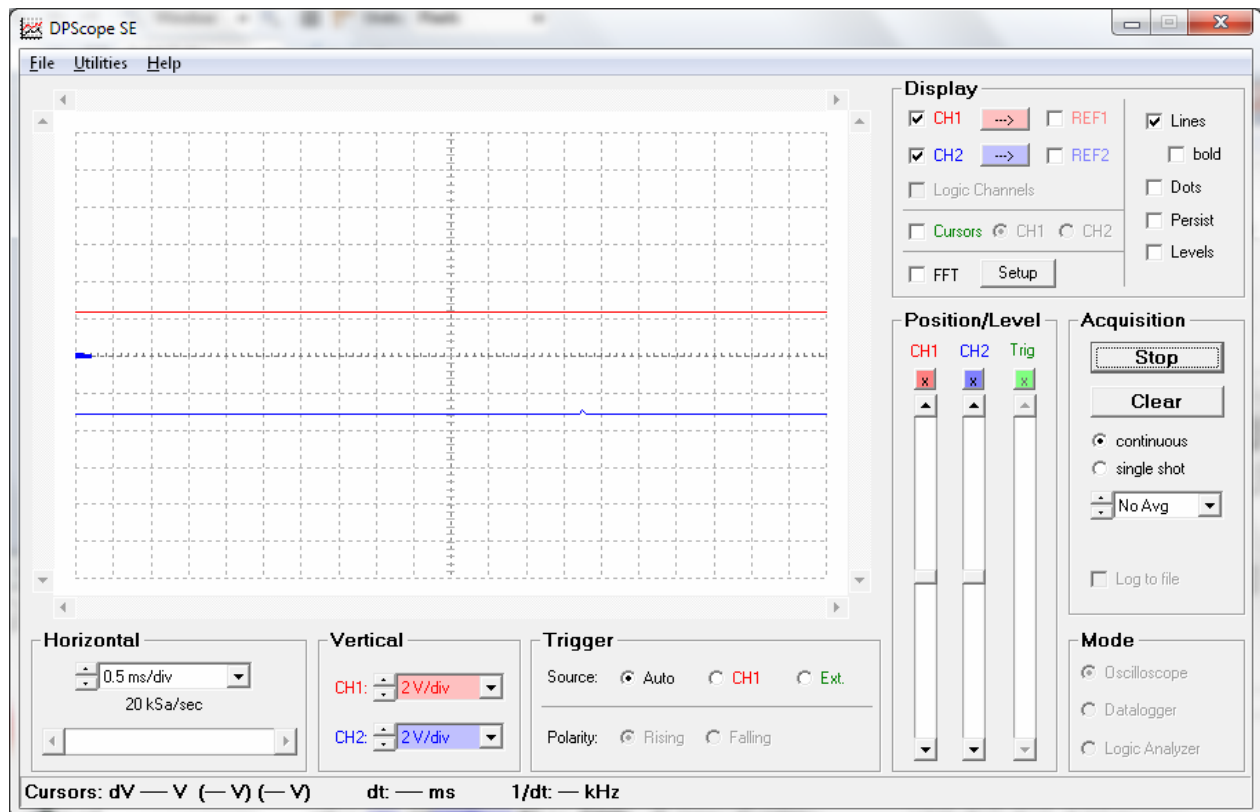 DPScope SE
File Utilities Help
Display
CH1 ---> REF1
CH2 ---> REF2
Logic Channels
Cursors CH1 CH2
FFT Setup
Lines
bold
Dots
Persist
Levels
Position/Level
CH1 CH2 Trig
x x x
Acquisition
Stop
Clear
continuous
single shot
No Avg
Log to file
Horizontal
0.5 ms/div
20 kSa/sec
Vertical
CH1: 2 V/div
CH2: 2 V/div
Trigger
Source: Auto CH1 Ext.
Polarity: Rising Falling
Mode
Oscilloscope
Datalogger
Logic Analyzer
Cursors: dV — V (— V) (— V) dt: — ms 1/dt: — kHz